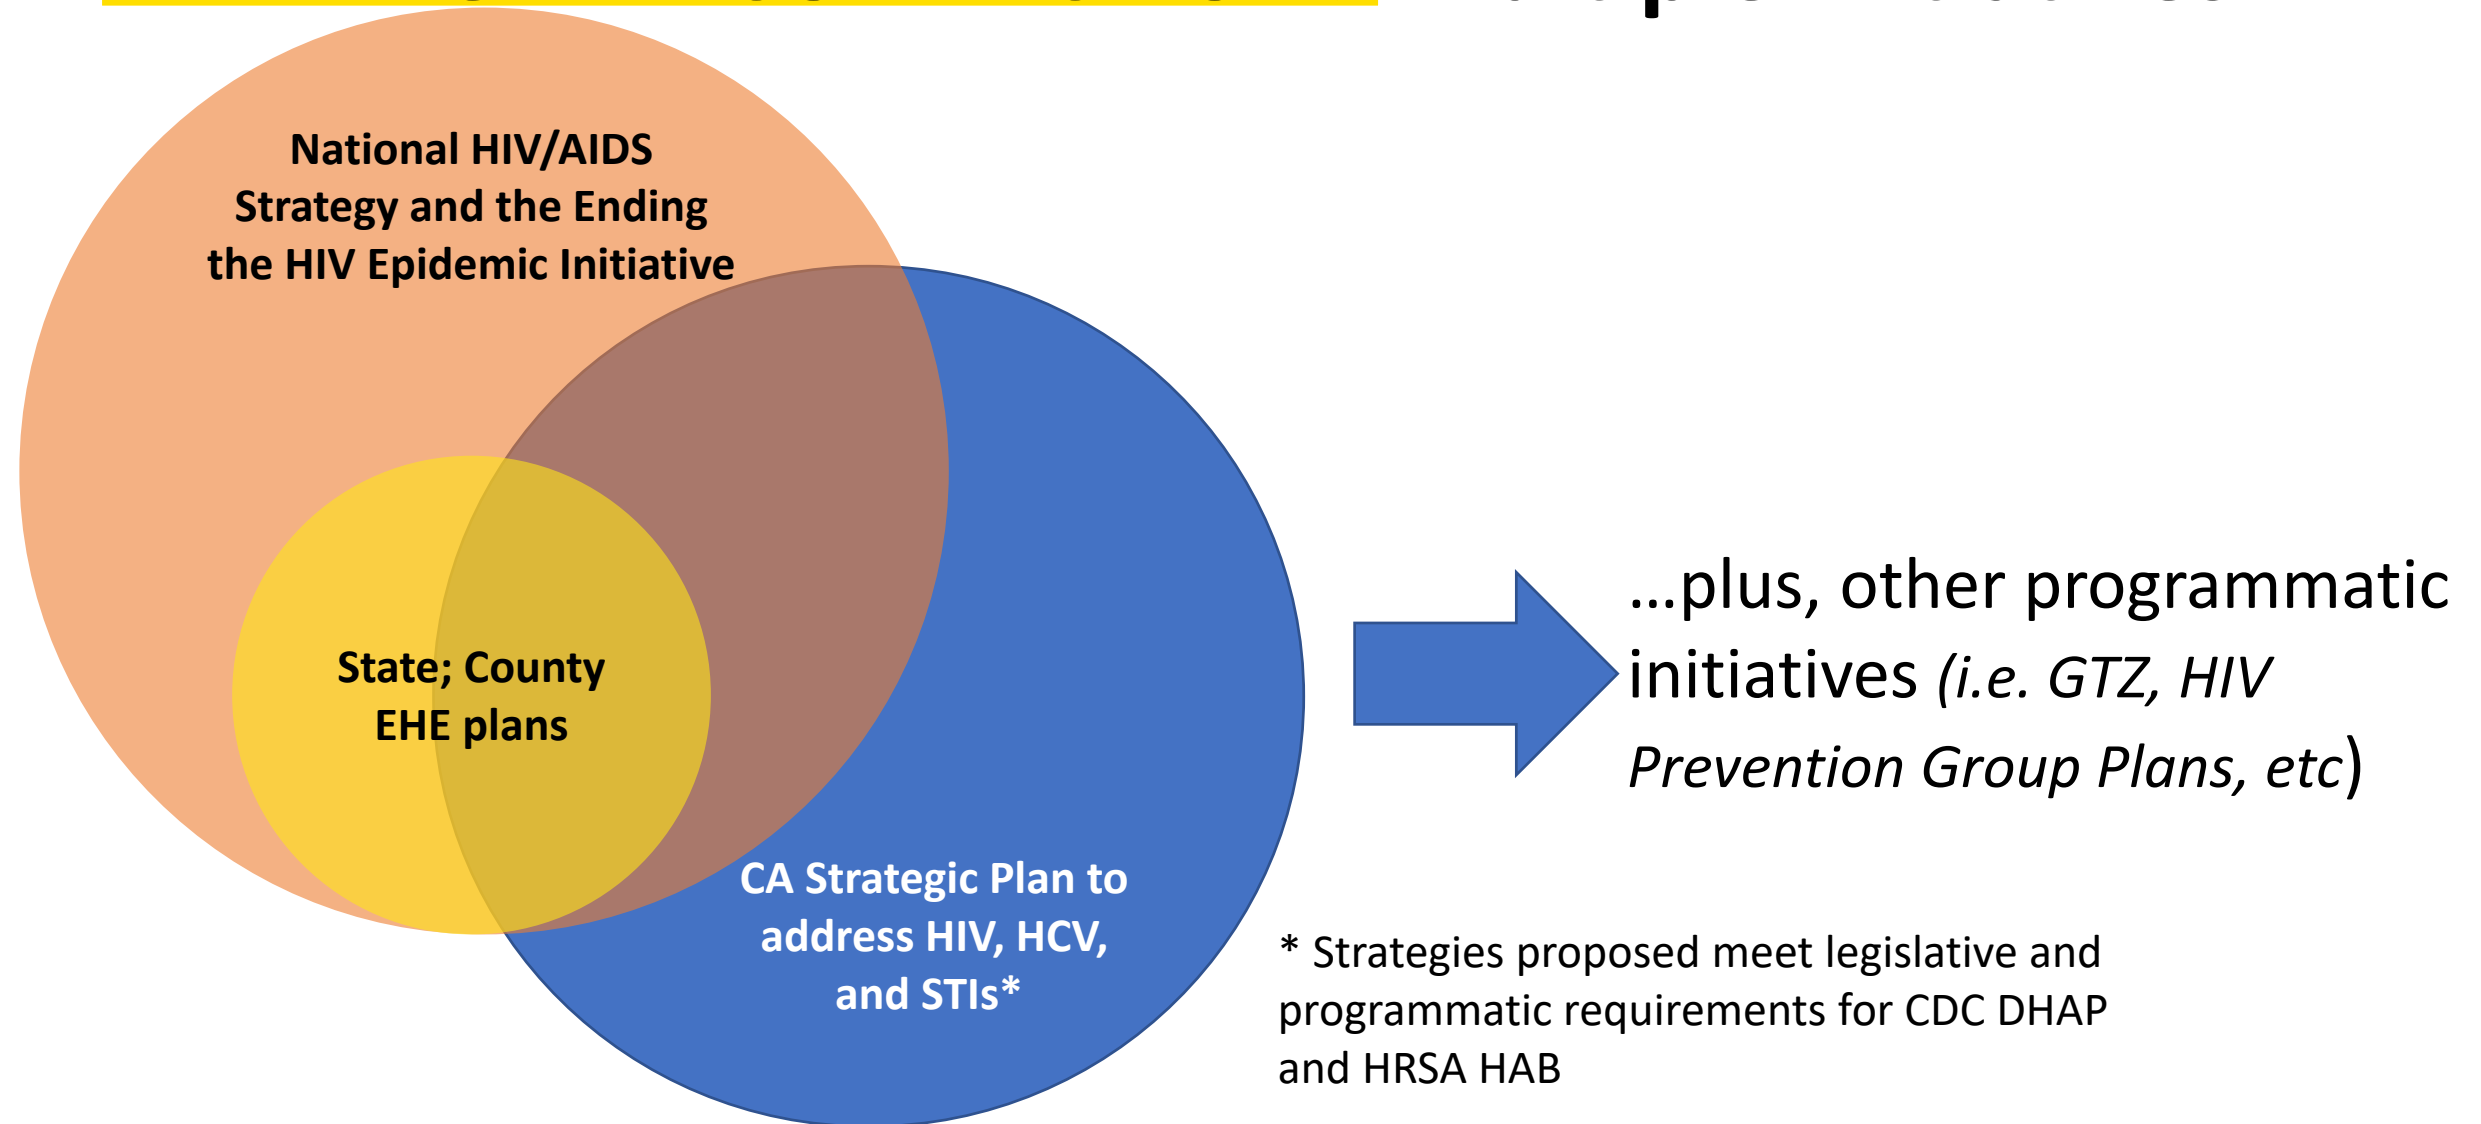 National HIV/AIDS
Strategy and the Ending
the HIV Epidemic Initiative
State; County
EHE plans
CA Strategic Plan to
address HIV, HCV,
and STIs*
...plus, other programmatic
initiatives (i.e. GTZ, HIV
Prevention Group Plans, etc)
* Strategies proposed meet legislative and
programmatic requirements for CDC DHAP
and HRSA HAB